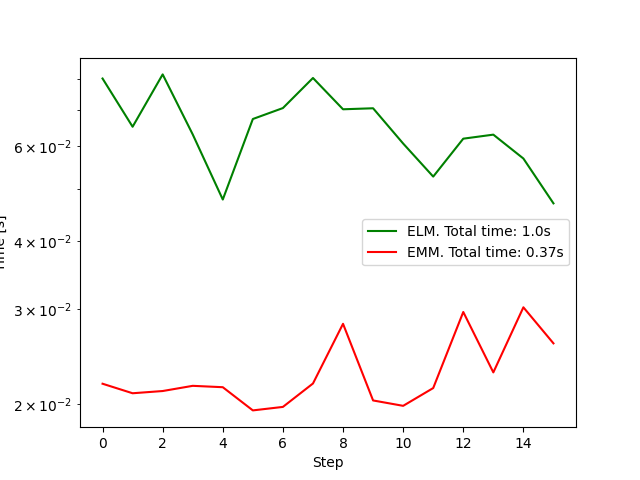 6 × 10⁻²
4 × 10⁻²
3 × 10⁻²
2 × 10⁻²
Time [s]
ELM. Total time: 1.0s
EMM. Total time: 0.37s
0 2 4 6 8 10 12 14
Step